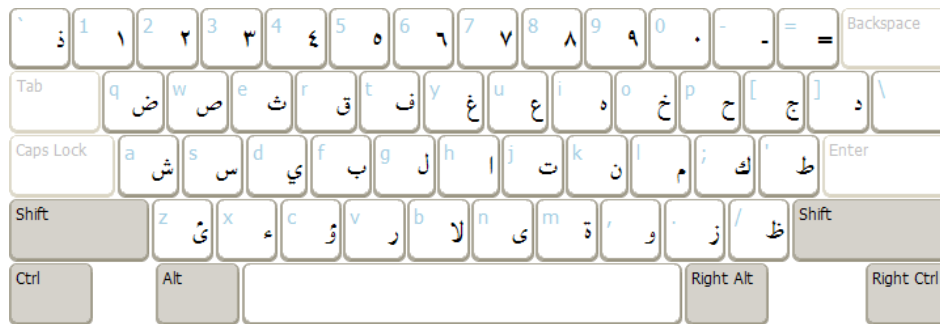 ` ذ 1 ١ 2 ٢ 3 ٣ 4 ٤ 5 ٥ 6 ٦ 7 ٧ 8 ٨ 9 ٩ 0 ٠ - - = = Backspace
Tab q ض w ص e ث r ق t ف y غ u ع i ه o خ p ح [ ج ] د \
Caps Lock a ش s س d ي f ب g ل h ا j ت k ن l م ; ك ' ط Enter
Shift z ئ x ء c ؤ v ر b لا n ى m ة , و . ز / ظ Shift
Ctrl Alt Right Alt Right Ctrl